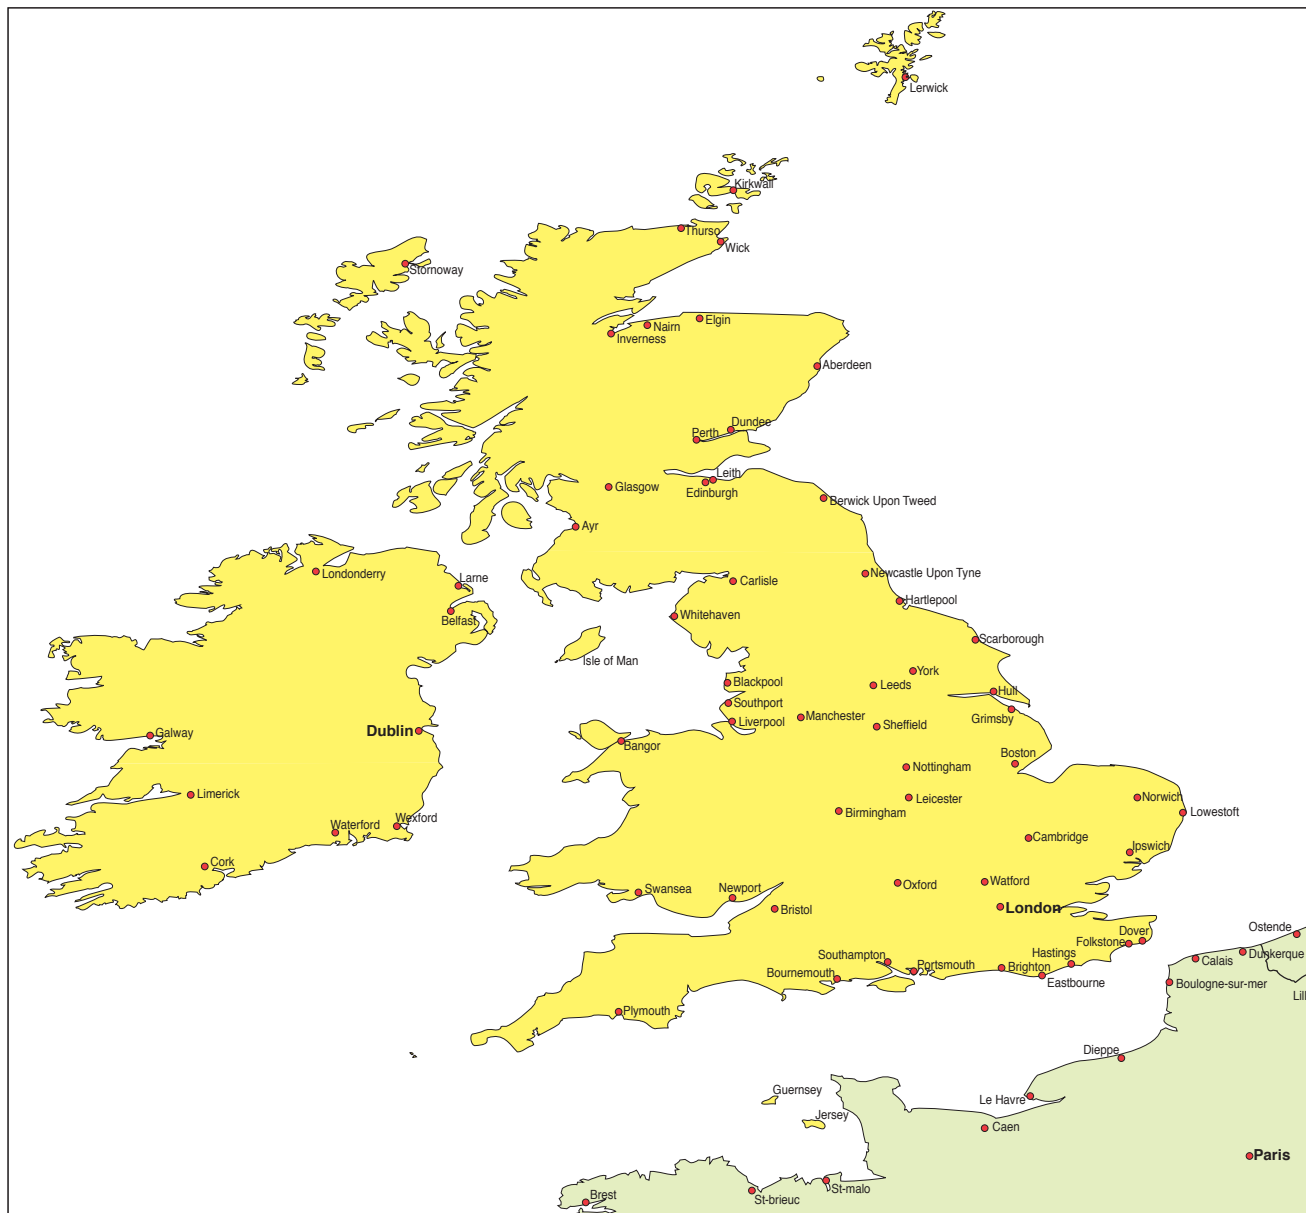 Lerwick
Kirkwall
Thurso
Wick
Stornoway
Elgin
Nairn
Inverness
Aberdeen
Dundee
Perth
Leith
Glasgow
Edinburgh
Berwick Upon Tweed
Ayr
Londonderry
Larne
Carlisle
Newcastle Upon Tyne
Hartlepool
Belfast
Whitehaven
Scarborough
Isle of Man
York
Blackpool
Leeds
Hull
Southport
Manchester
Liverpool
Grimsby
Sheffield
Dublin
Galway
Bangor
Boston
Nottingham
Limerick
Leicester
Norwich
Birmingham
Lowestoft
Wexford
Waterford
Cambridge
Ipswich
Cork
Swansea
Newport
Oxford
Watford
Bristol
London
Ostende
Dover
Folkstone
Southampton
Portsmouth
Hastings
Brighton
Calais
Dunkerque
Bournemouth
Eastbourne
Boulogne-sur-mer
Lill
Plymouth
Dieppe
Guernsey
Le Havre
Jersey
Caen
Paris
St-malo
Brest
St-brieuc